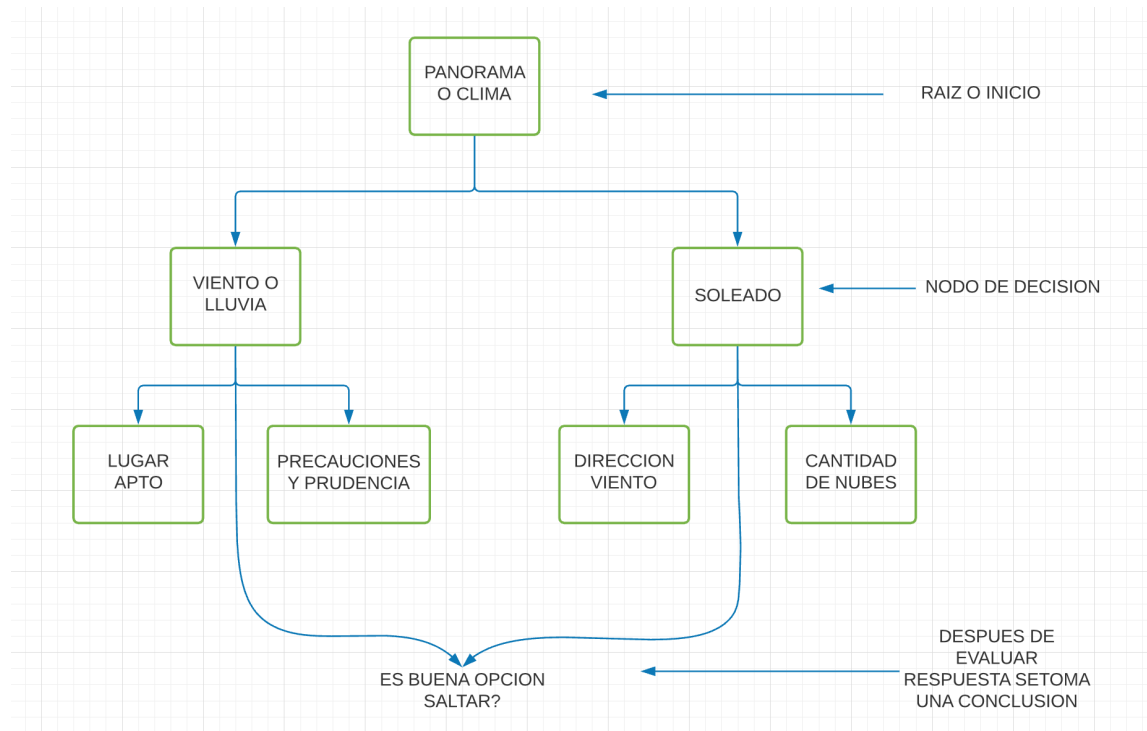 PANORAMA
O CLIMA
RAIZ O INICIO
VIENTO O
LLUVIA
SOLEADO
NODO DE DECISION
LUGAR
APTO
PRECAUCIONES
Y PRUDENCIA
DIRECCION
VIENTO
CANTIDAD
DE NUBES
ES BUENA OPCION
SALTAR?
DESPUES DE
EVALUAR
RESPUESTA SETOMA
UNA CONCLUSION